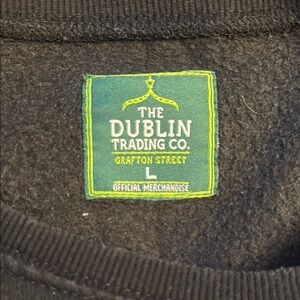 THE
DUBLIN
TRADING CO.
GRAFTON STREET
L
OFFICIAL MERCHANDISE